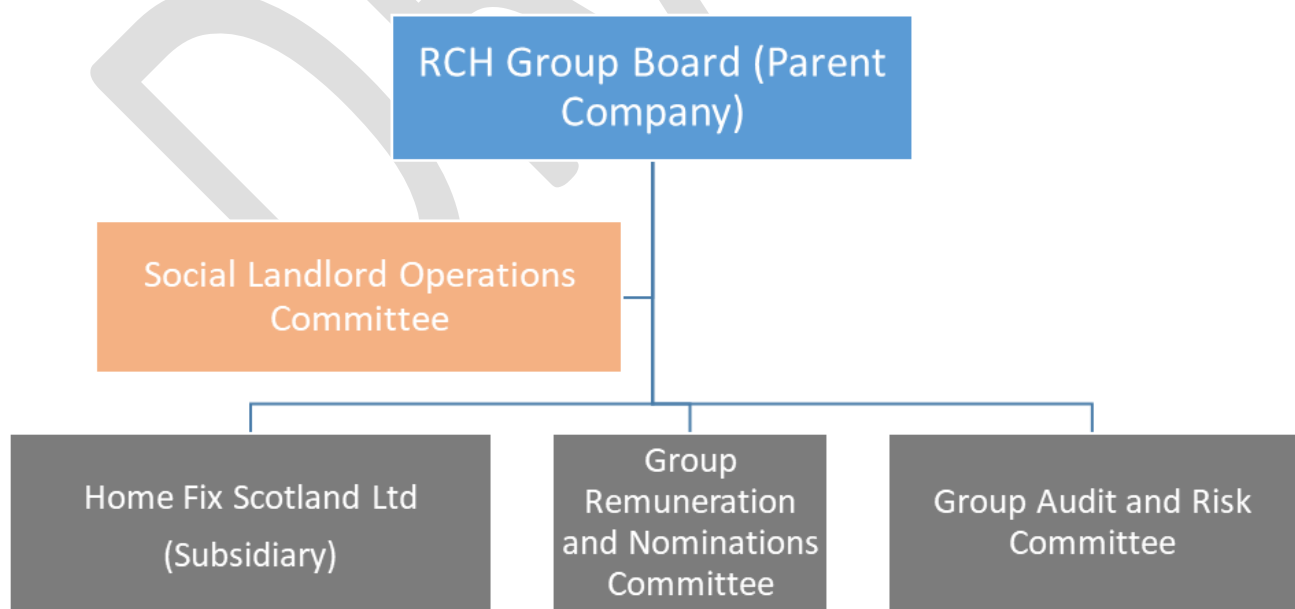 RCH Group Board (Parent
Company)
Social Landlord Operations
Committee
Home Fix Scotland Ltd
(Subsidiary)
Group
Remuneration
and Nominations
Committee
Group Audit and Risk
Committee